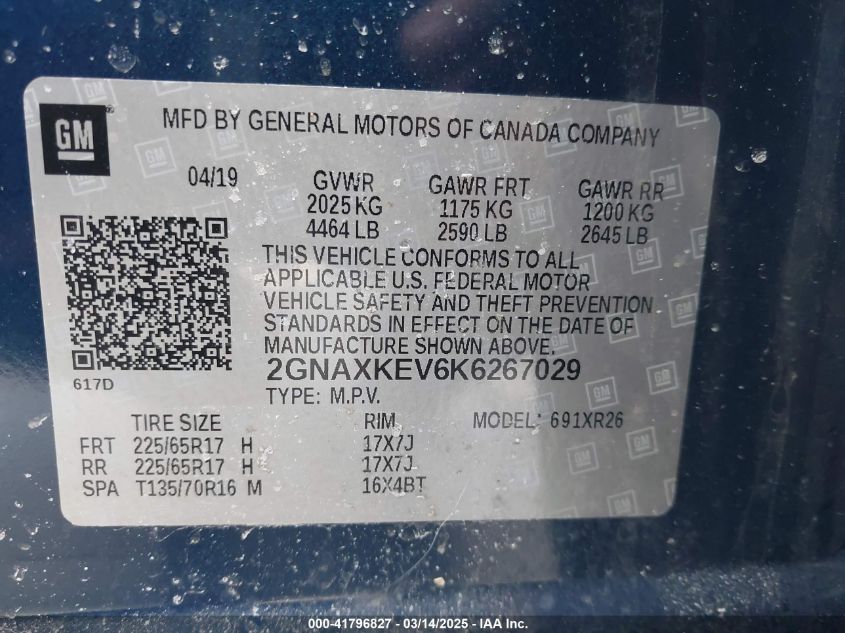 GM
MFD BY GENERAL MOTORS OF CANADA COMPANY
04/19 GVWR GAWR FRT GAWR RR
2025 KG 1175 KG 1200 KG
4464 LB 2590 LB 2645 LB
THIS VEHICLE CONFORMS TO ALL
APPLICABLE U.S. FEDERAL MOTOR
VEHICLE SAFETY AND THEFT PREVENTION
STANDARDS IN EFFECT ON THE DATE OF
MANUFACTURE SHOWN ABOVE.
617D
2GNAXKEV6K6267029
TYPE: M.P.V.
TIRE SIZE RIM MODEL: 691XR26
FRT 225/65R17 H 17X7J
RR 225/65R17 H 17X7J
SPA T135/70R16 M 16X4BT
000-41796827 - 03/14/2025 - IAA Inc.